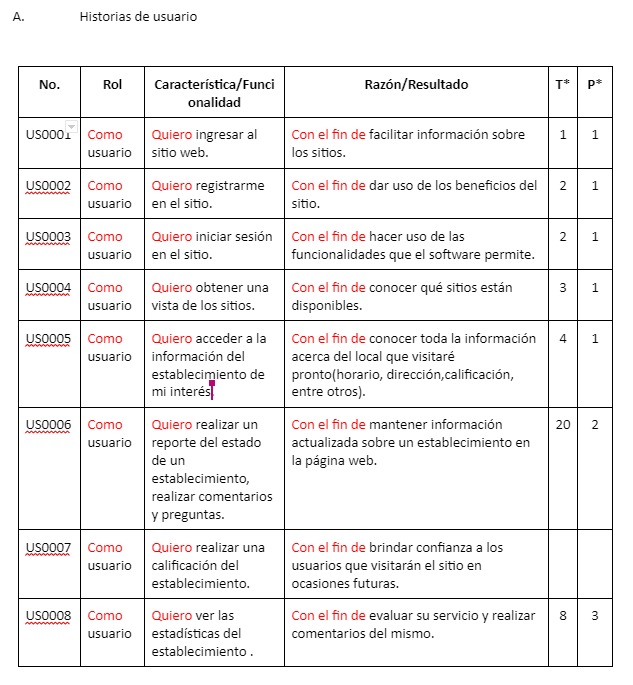 A. Historias de usuario
No. Rol Característica/Funci onalidad Razón/Resultado T* P*
US0001 Como usuario Quiero ingresar al sitio web. Con el fin de facilitar información sobre los sitios. 1 1
US0002 Como usuario Quiero registrarme en el sitio. Con el fin de dar uso de los beneficios del sitio. 2 1
US0003 Como usuario Quiero iniciar sesión en el sitio. Con el fin de hacer uso de las funcionalidades que el software permite. 2 1
US0004 Como usuario Quiero obtener una vista de los sitios. Con el fin de conocer qué sitios están disponibles. 3 1
US0005 Como usuario Quiero acceder a la información del establecimiento de mi interés. Con el fin de conocer toda la información acerca del local que visitaré pronto(horario, dirección,calificación, entre otros). 4 1
US0006 Como usuario Quiero realizar un reporte del estado de un establecimiento, realizar comentarios y preguntas. Con el fin de mantener información actualizada sobre un establecimiento en la página web. 20 2
US0007 Como usuario Quiero realizar una calificación del establecimiento. Con el fin de brindar confianza a los usuarios que visitarán el sitio en ocasiones futuras.
US0008 Como usuario Quiero ver las estadísticas del establecimiento . Con el fin de evaluar su servicio y realizar comentarios del mismo. 8 3